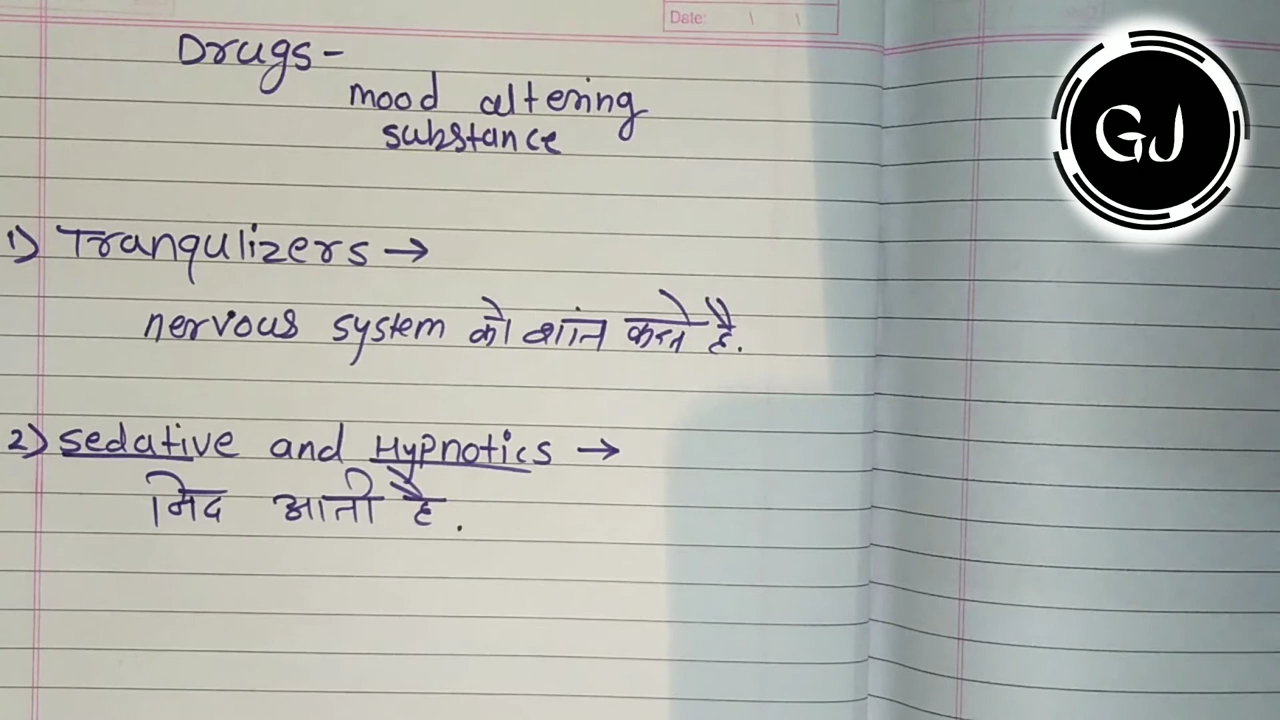 Date:
GJ
Drugs-
mood altering
substance
1) Tranqulizers →
nervous system को शांत करते है.
2) sedative and Hypnotics →
निद आती है.